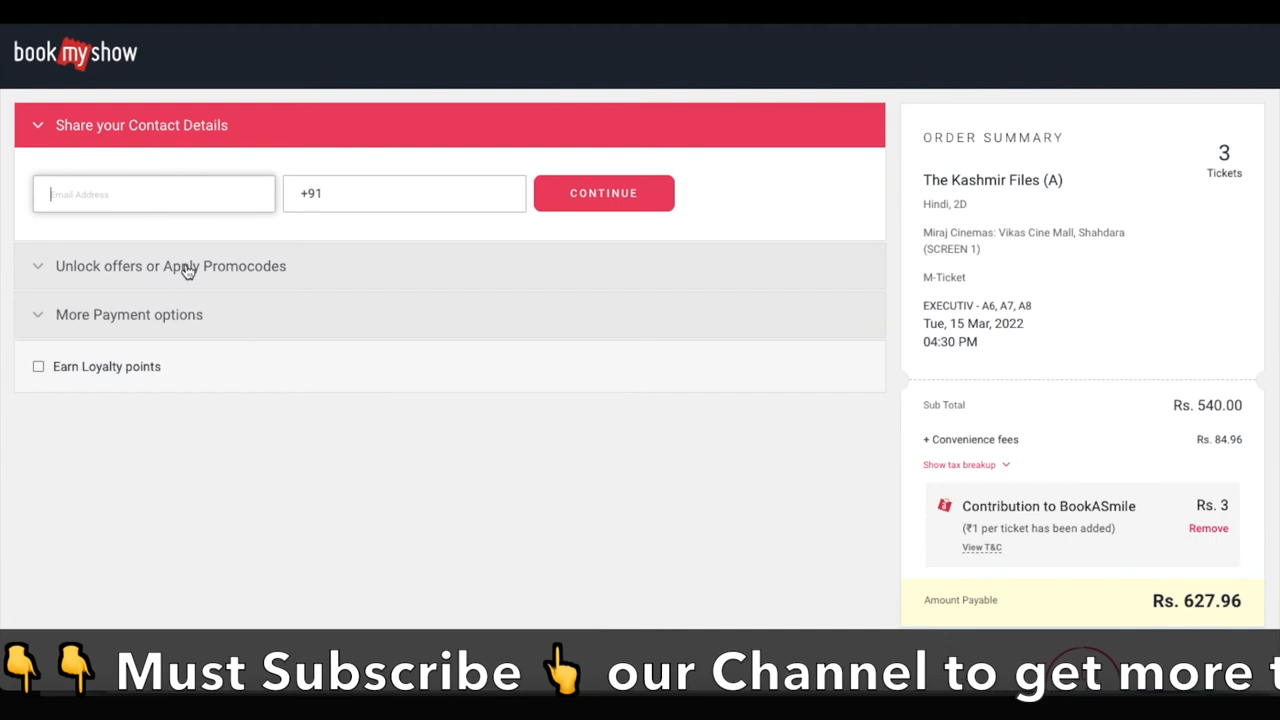 book my show
Share your Contact Details
Email Address
+91
CONTINUE
Unlock offers or Apply Promocodes
More Payment options
Earn Loyalty points
ORDER SUMMARY
3
Tickets
The Kashmir Files (A)
Hindi, 2D
Miraj Cinemas: Vikas Cine Mall, Shahdara
(SCREEN 1)
M-Ticket
EXECUTIV - A6, A7, A8
Tue, 15 Mar, 2022
04:30 PM
Sub Total Rs. 540.00
+ Convenience fees Rs. 84.96
Show tax breakup
Contribution to BookASmile Rs. 3
(₹1 per ticket has been added) Remove
View T&C
Amount Payable Rs. 627.96
👇👇 Must Subscribe 👆 our Channel to get more t